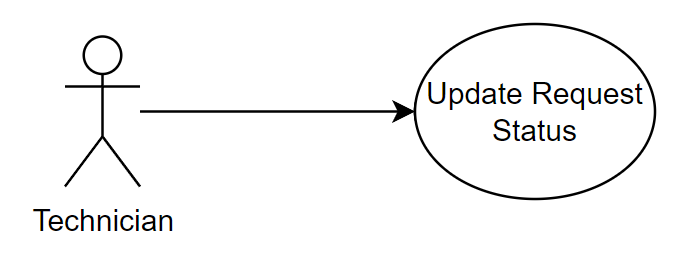 Update Request
Status
Technician